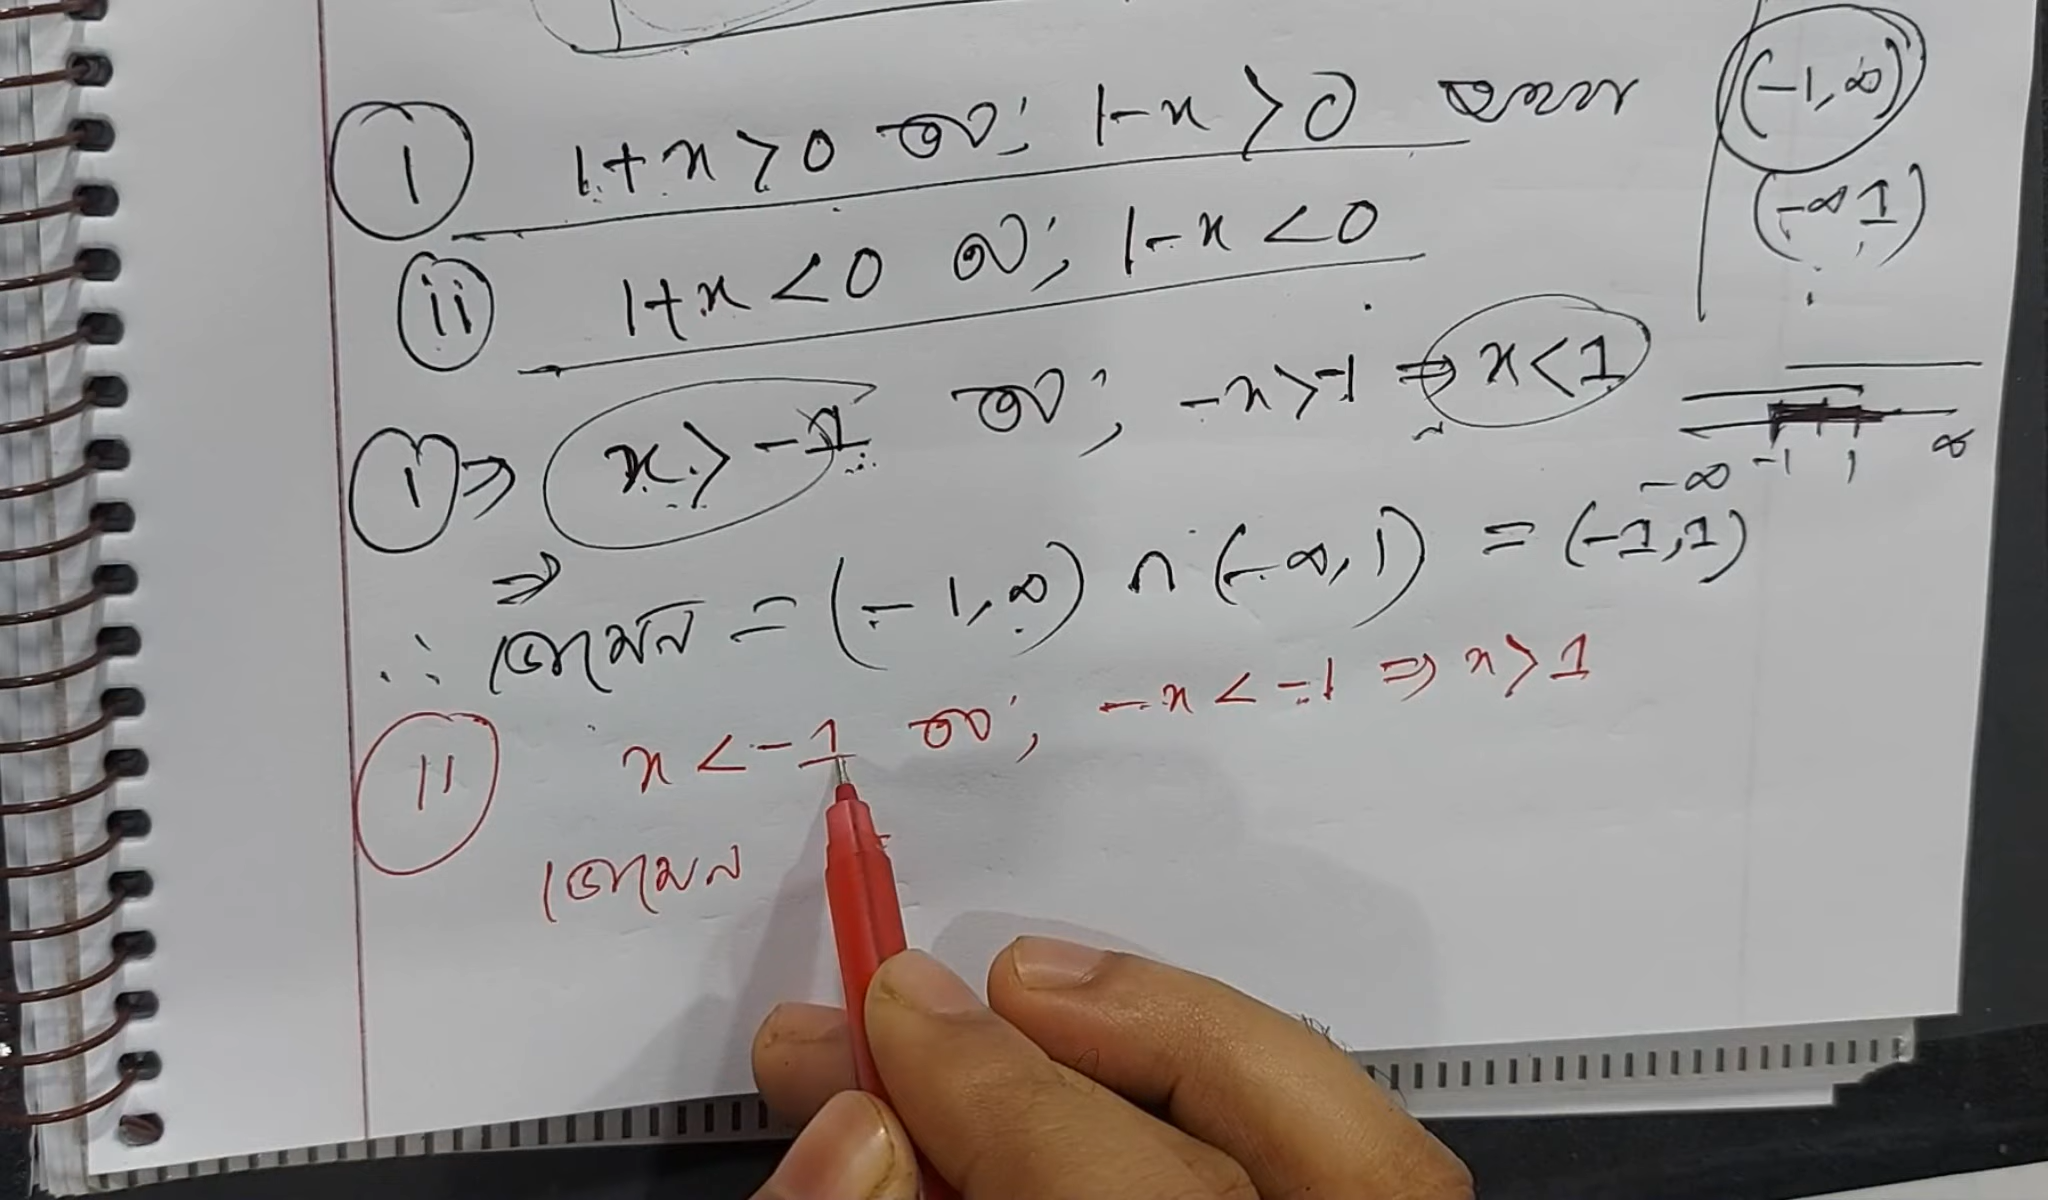 (i) 1+x>0 এবং 1-x>0
(ii) 1+x<0 এবং 1-x<0
(i)⇒ x>-1 এবং, -x>-1 ⇒ x<1
⇒
∴ ডোমেন = (-1,∞) ∩ (-∞,1) = (-1,1)
(ii) x<-1 এবং, -x<-1 ⇒ x>1
ডোমেন =
(-1,∞)
(-∞ 1)
-∞ -1 1 ∞